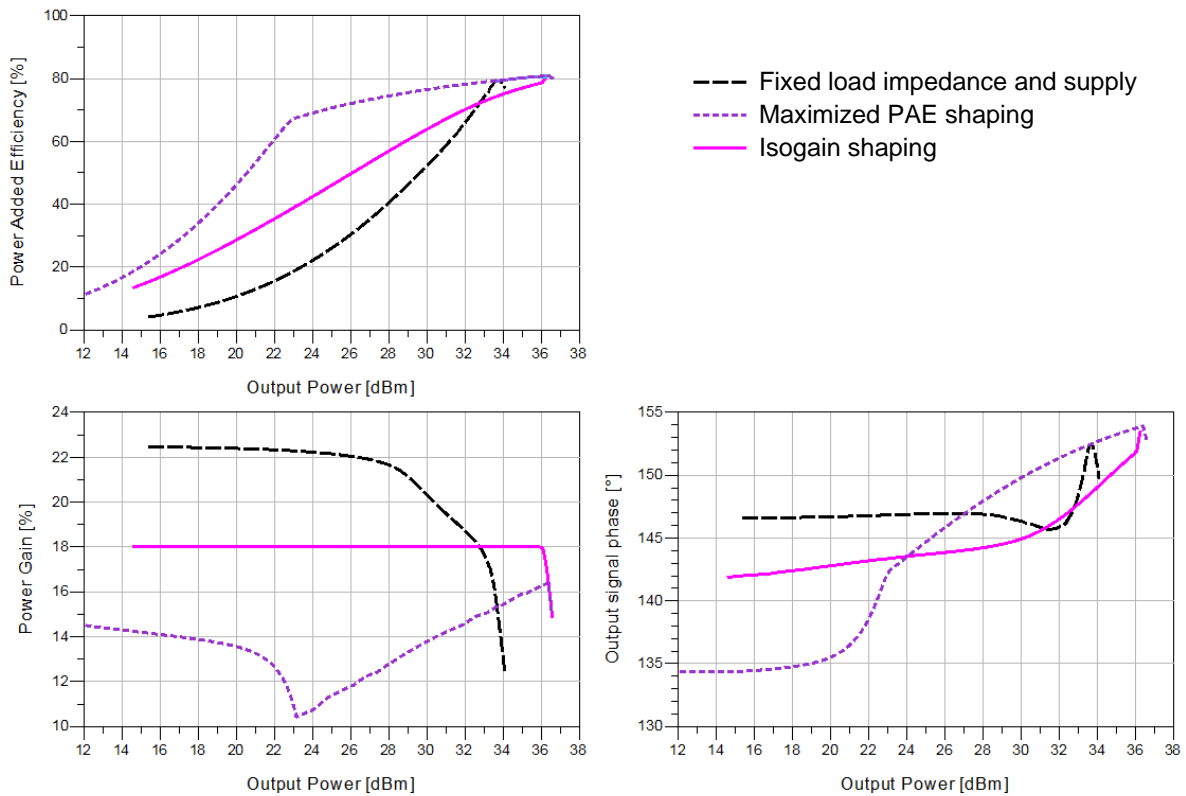 100
80
60
40
20
0
Power Added Efficiency [%]
12 14 16 18 20 22 24 26 28 30 32 34 36 38
Output Power [dBm]
Fixed load impedance and supply
Maximized PAE shaping
Isogain shaping
24
22
20
18
16
14
12
10
Power Gain [%]
12 14 16 18 20 22 24 26 28 30 32 34 36 38
Output Power [dBm]
155
150
145
140
135
130
Output signal phase [°]
12 14 16 18 20 22 24 26 28 30 32 34 36 38
Output Power [dBm]